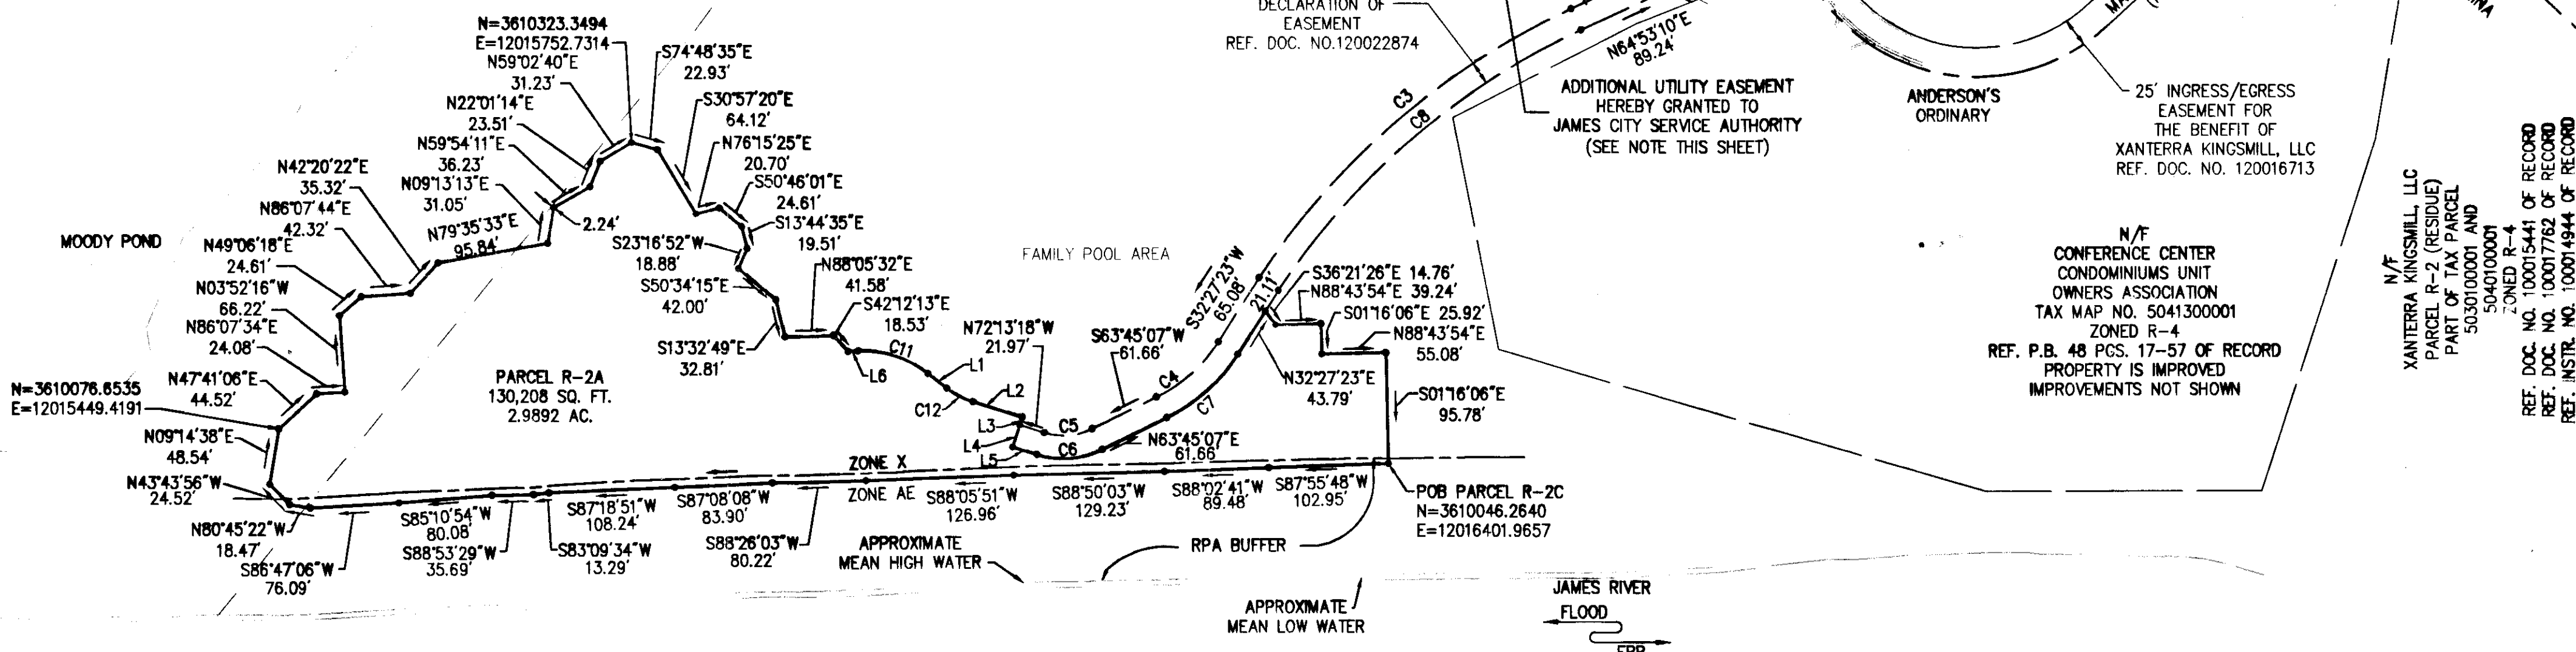 N=3610323.3494
E=12015752.7314
N59°02'40"E
31.23'
N22°01'14"E
23.51'
N59°54'11"E
36.23'
N09°13'13"E
31.05'
2.24'
N42°20'22"E
35.32'
N86°07'44"E
42.32'
N79°35'33"E
95.84'
N49°06'18"E
24.61'
N03°52'16"W
66.22'
N86°07'34"E
24.08'
N47°41'06"E
44.52'
N=3610076.6535
E=12015449.4191
N09°14'38"E
48.54'
N43°43'56"W
24.52'
N80°45'22"W
18.47'
S86°47'06"W
76.09'
MOODY POND
S74°48'35"E
22.93'
S30°57'20"E
64.12'
N76°15'25"E
20.70'
S50°46'01"E
24.61'
S13°44'35"E
19.51'
S23°16'52"W
18.88'
S50°34'15"E
42.00'
N88°05'32"E
41.58'
S13°32'49"E
32.81'
S42°12'13"E
18.53'
N72°13'18"W
21.97'
C11
L1
L6
L2
C12
L3
L4
L5
C5
C6
C4
C7
PARCEL R-2A
130,208 SQ. FT.
2.9892 AC.
ZONE X
ZONE AE
S85°10'54"W
80.08'
S88°53'29"W
35.69'
S83°09'34"W
13.29'
S87°18'51"W
108.24'
S87°08'08"W
83.90'
S88°26'03"W
80.22'
S88°05'51"W
126.96'
S88°50'03"W
129.23'
S88°02'41"W
89.48'
S87°55'48"W
102.95'
APPROXIMATE
MEAN HIGH WATER
RPA BUFFER
APPROXIMATE
MEAN LOW WATER
JAMES RIVER
FLOOD
EBB
DECLARATION OF
EASEMENT
REF. DOC. NO.120022874
N64°53'10"E
89.24'
ADDITIONAL UTILITY EASEMENT
HEREBY GRANTED TO
JAMES CITY SERVICE AUTHORITY
(SEE NOTE THIS SHEET)
C3
C8
FAMILY POOL AREA
S32°27'23"W
65.08'
21.11'
S63°45'07"W
61.66'
N63°45'07"E
61.66'
N32°27'23"E
43.79'
S36°21'26"E 14.76'
N88°43'54"E 39.24'
S01°16'06"E 25.92'
N88°43'54"E
55.08'
S01°16'06"E
95.78'
POB PARCEL R-2C
N=3610046.2640
E=12016401.9657
ANDERSON'S
ORDINARY
25' INGRESS/EGRESS
EASEMENT FOR
THE BENEFIT OF
XANTERRA KINGSMILL, LLC
REF. DOC. NO. 120016713
N/F
CONFERENCE CENTER
CONDOMINIUMS UNIT
OWNERS ASSOCIATION
TAX MAP NO. 5041300001
ZONED R-4
REF. P.B. 48 PGS. 17-57 OF RECORD
PROPERTY IS IMPROVED
IMPROVEMENTS NOT SHOWN
N/F
XANTERRA KINGSMILL, LLC
PARCEL R-2 (RESIDUE)
PART OF TAX PARCEL
5030100001 AND
5040100001
ZONED R-4
REF. DOC. NO. 100015441 OF RECORD
REF. DOC. NO. 100017762 OF RECORD
REF. INSTR. NO. 100014944 OF RECORD